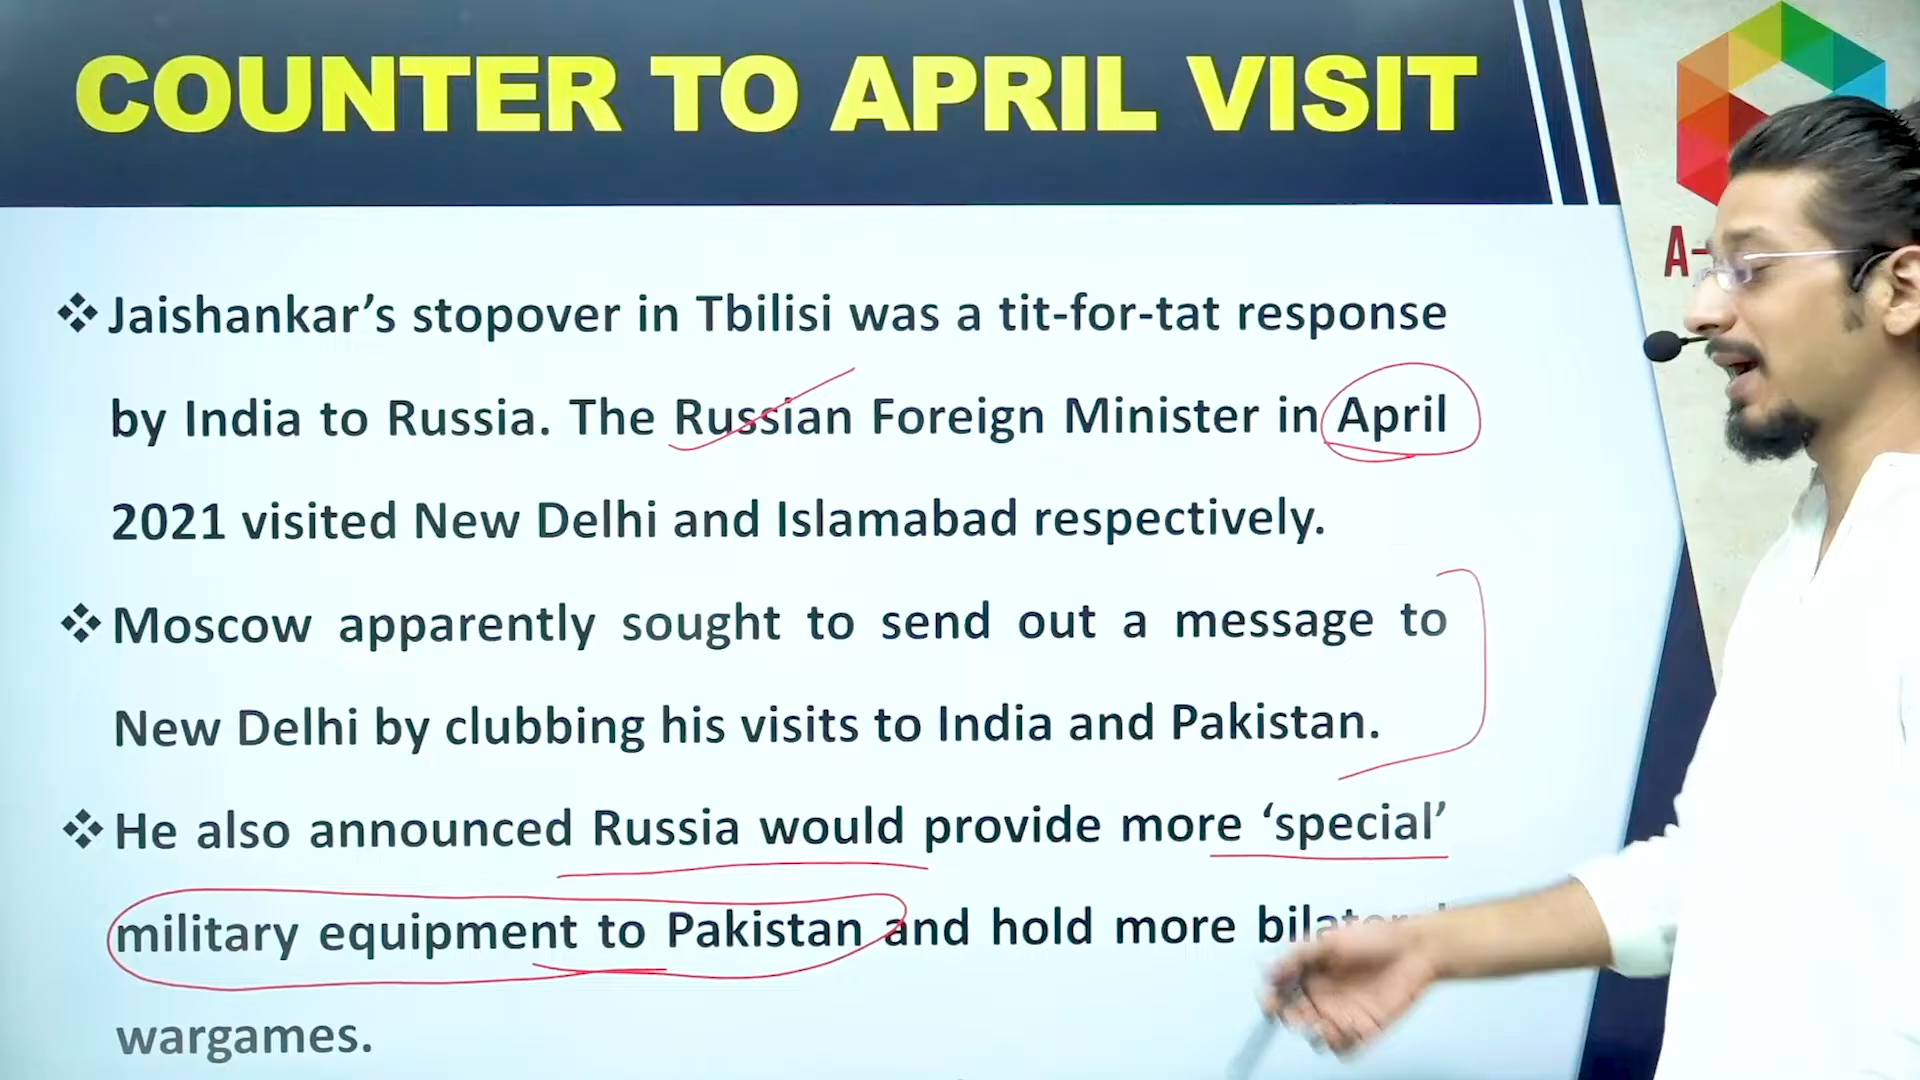 COUNTER TO APRIL VISIT
A-
❖ Jaishankar’s stopover in Tbilisi was a tit-for-tat response
by India to Russia. The Russian Foreign Minister in April
2021 visited New Delhi and Islamabad respectively.
❖ Moscow apparently sought to send out a message to
New Delhi by clubbing his visits to India and Pakistan.
❖ He also announced Russia would provide more ‘special’
military equipment to Pakistan and hold more
wargames.